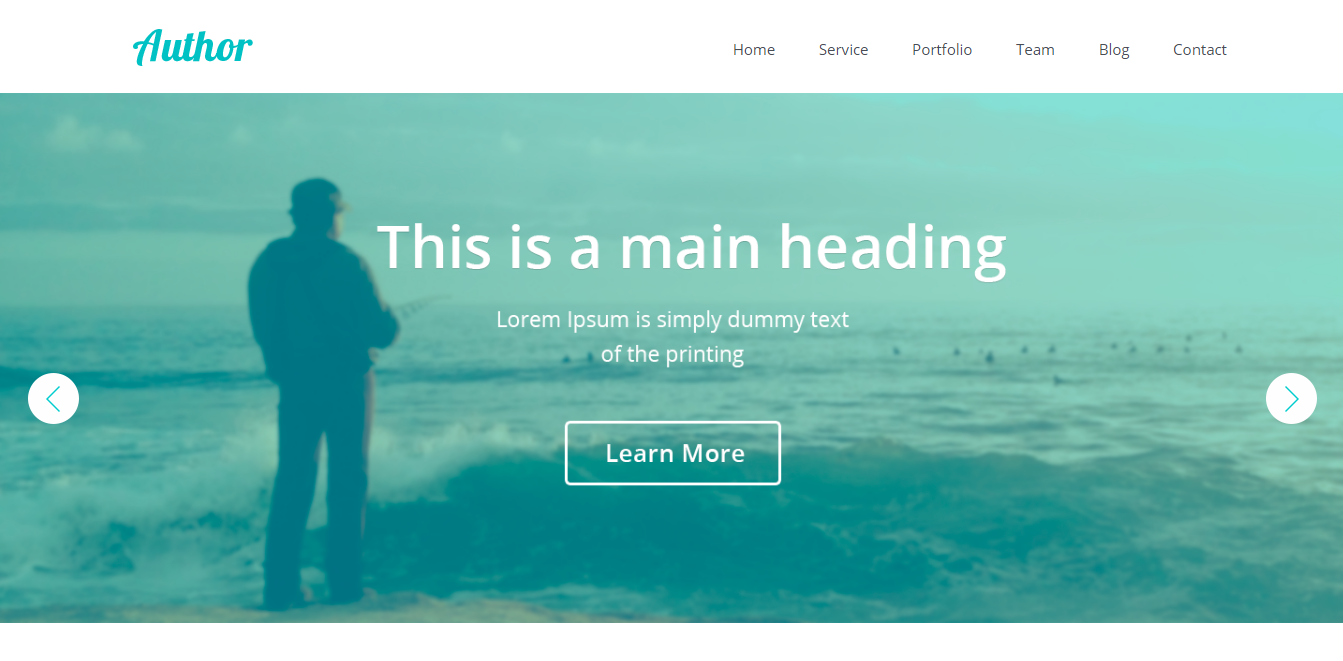 Author
Home Service Portfolio Team Blog Contact
This is a main heading
Lorem Ipsum is simply dummy text
of the printing
Learn More